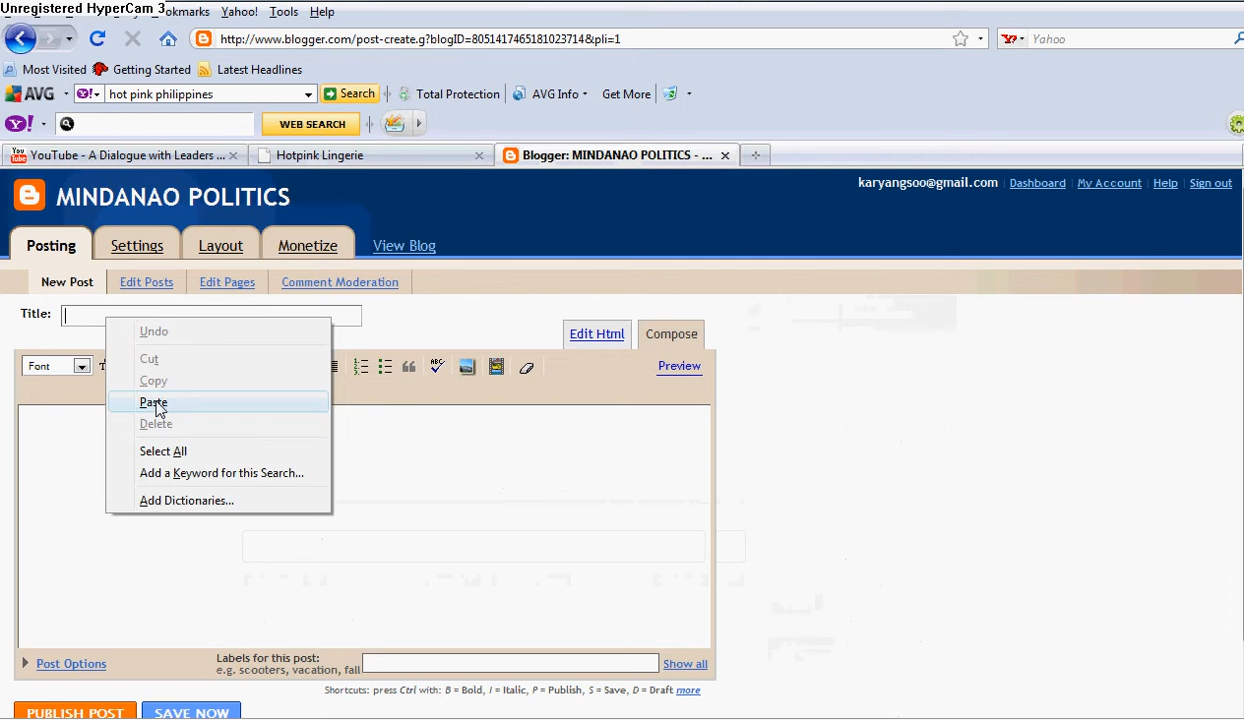 Unregistered HyperCam 3
okmarks Yahoo! Tools Help
http://www.blogger.com/post-create.g?blogID=8051417465181023714&pli=1
Yahoo
Most Visited Getting Started Latest Headlines
AVG Y! hot pink philippines Search Total Protection AVG Info Get More
Y! WEB SEARCH
YouTube - A Dialogue with Leaders ... Hotpink Lingerie Blogger: MINDANAO POLITICS - ...
MINDANAO POLITICS
karyangsoo@gmail.com Dashboard My Account Help Sign out
Posting Settings Layout Monetize View Blog
New Post Edit Posts Edit Pages Comment Moderation
Title:
Edit Html Compose
Font Preview
Undo
Cut
Copy
Paste
Delete
Select All
Add a Keyword for this Search...
Add Dictionaries...
Post Options
Labels for this post:
e.g. scooters, vacation, fall
Show all
Shortcuts: press Ctrl with: B = Bold, I = Italic, P = Publish, S = Save, D = Draft more
PUBLISH POST SAVE NOW